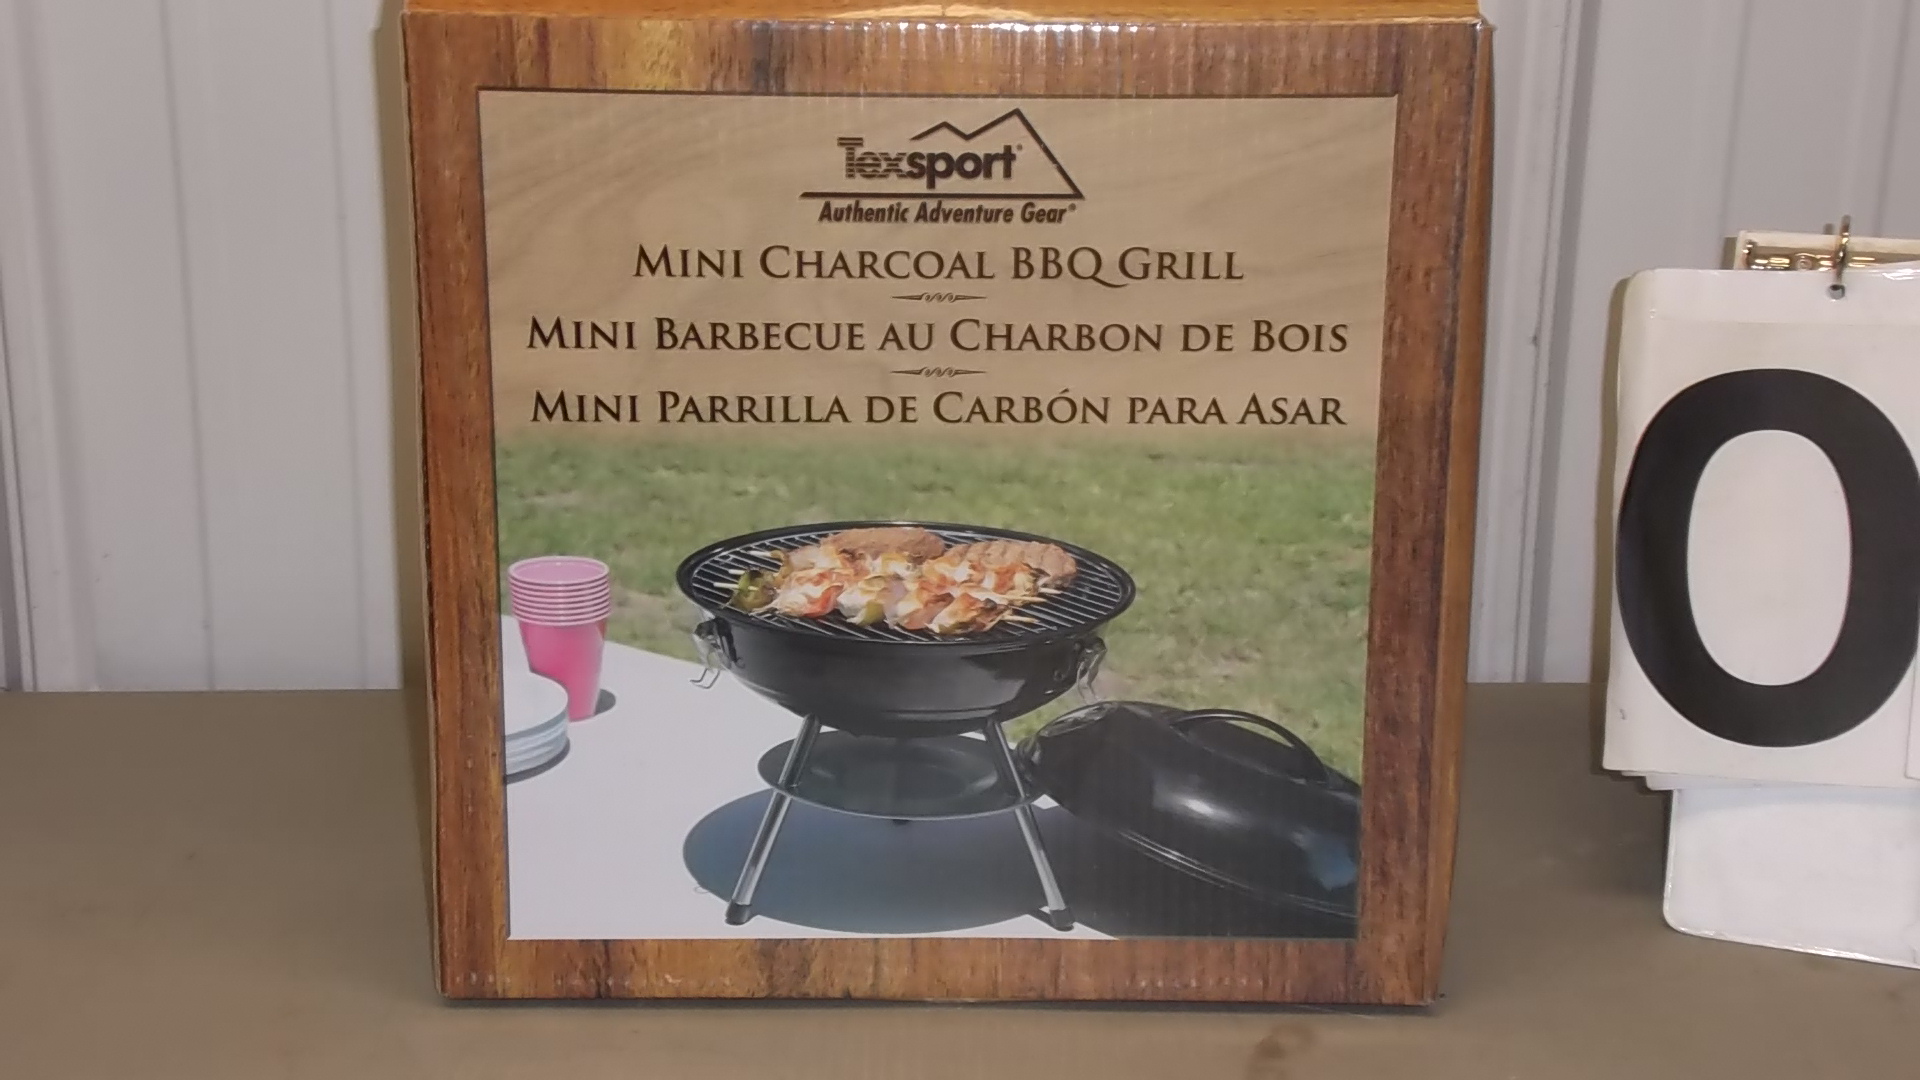 Texsport®
Authentic Adventure Gear®
MINI CHARCOAL BBQ GRILL
MINI BARBECUE AU CHARBON DE BOIS
MINI PARRILLA DE CARBÓN PARA ASAR
0